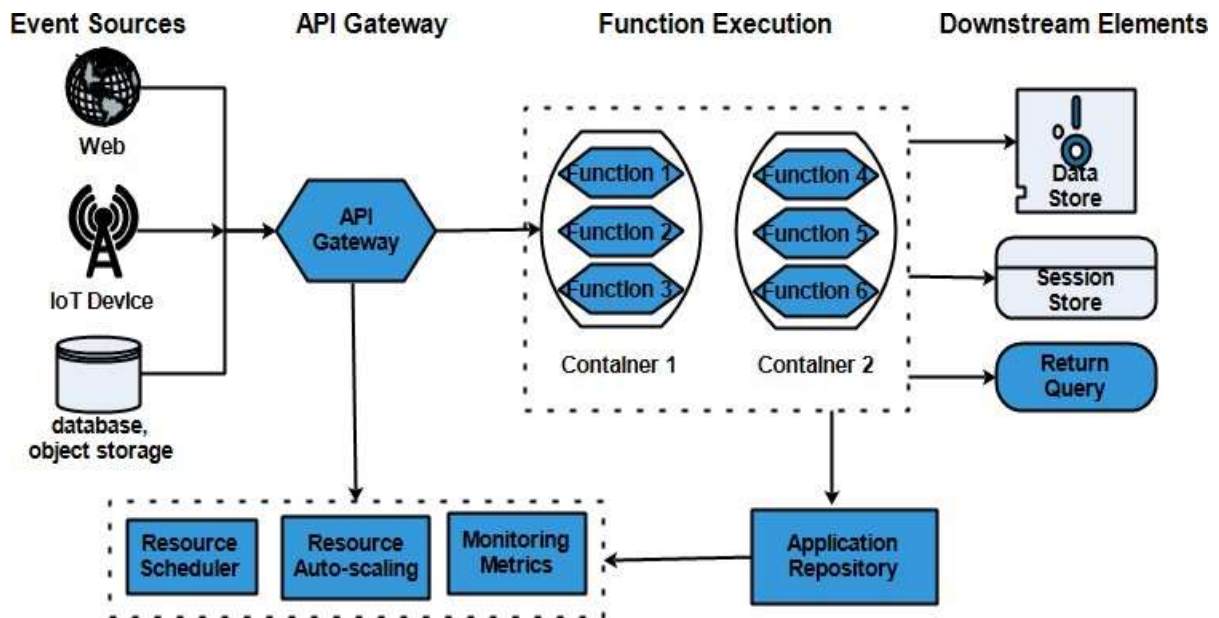 Event Sources
API Gateway
Function Execution
Downstream Elements
Web
IoT Device
database,
object storage
API
Gateway
Function 1
Function 2
Function 3
Container 1
Function 4
Function 5
Function 6
Container 2
Data
Store
Session
Store
Return
Query
Resource
Scheduler
Resource
Auto-scaling
Monitoring
Metrics
Application
Repository